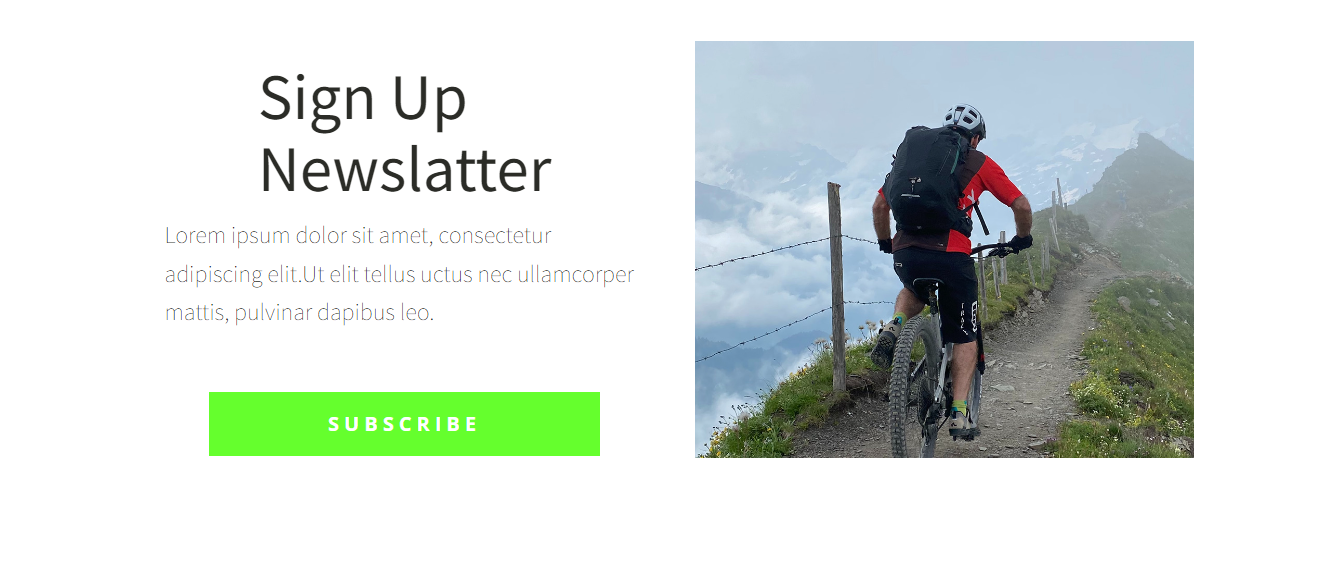 Sign Up
Newslatter
Lorem ipsum dolor sit amet, consectetur
adipiscing elit.Ut elit tellus uctus nec ullamcorper
mattis, pulvinar dapibus leo.
SUBSCRIBE